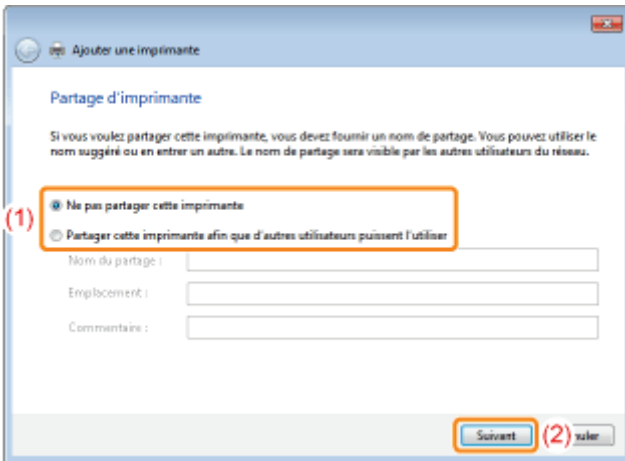 Ajouter une imprimante
Partage d'imprimante
Si vous voulez partager cette imprimante, vous devez fournir un nom de partage. Vous pouvez utiliser le
nom suggéré ou en entrer un autre. Le nom de partage sera visible par les autres utilisateurs du réseau.
(1)
Ne pas partager cette imprimante
Partager cette imprimante afin que d'autres utilisateurs puissent l'utiliser
Nom du partage :
Emplacement :
Commentaire :
Suivant (2)